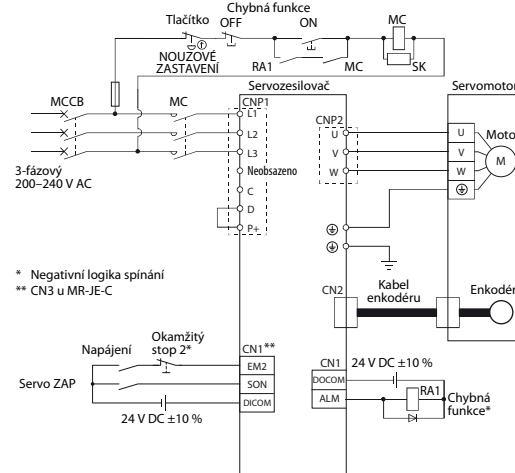 Chybná funkce
Tlačítko OFF ON MC
NOUZOVÉ
ZASTAVENÍ
RA1 MC SK
Servozesilovač Servomotor
MCCB MC CNP1
L1
L2
L3
Neobsazeno
C
D
P+
CNP2
U
V
W
U
V
W
Moto
M
3-fázový
200–240 V AC
* Negativní logika spínání
** CN3 u MR-JE-C
CN2 Kabel
enkodéru
Enkodér
Napájení Okamžitý
stop 2*
Servo ZAP
24 V DC ±10 %
CN1**
EM2
SON
DICOM
CN1 24 V DC ±10 %
DOCOM
ALM
RA1 Chybná
funkce*